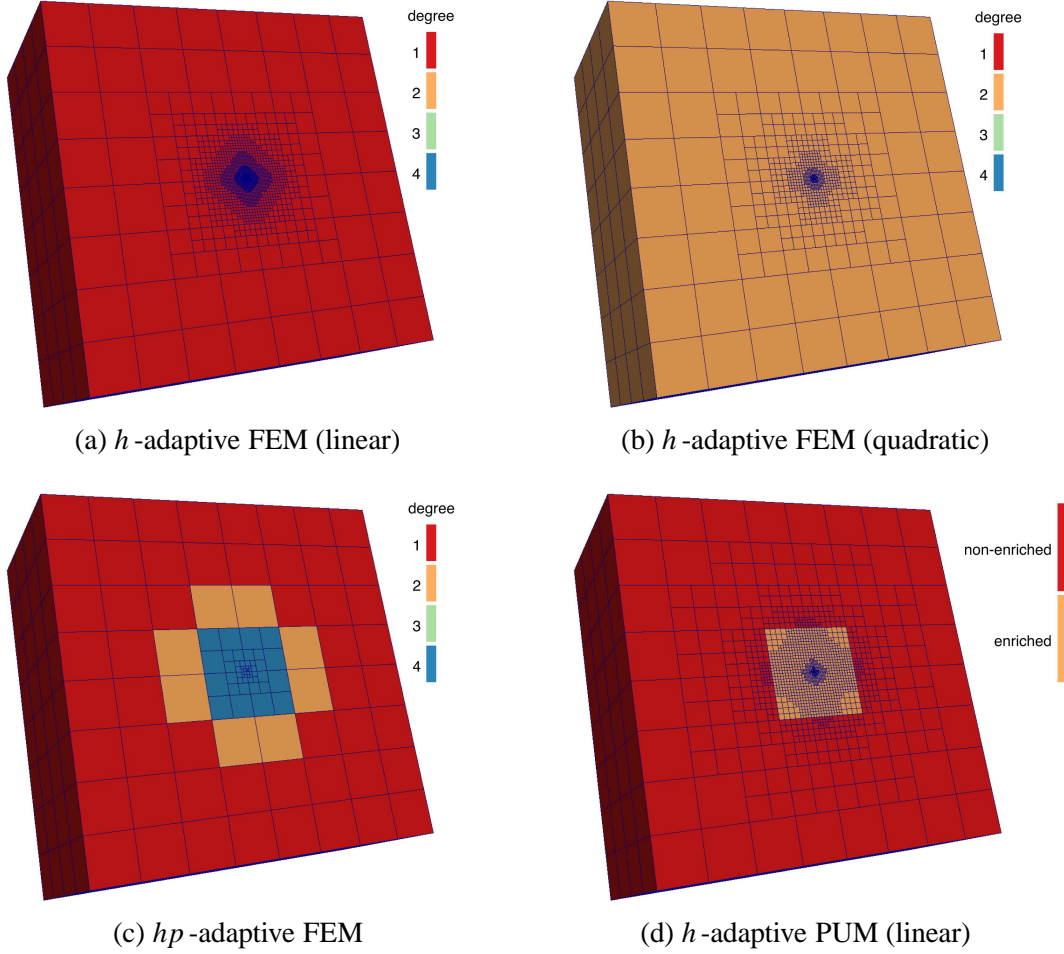 degree
1
2
3
4
degree
1
2
3
4
(a) h-adaptive FEM (linear)
(b) h-adaptive FEM (quadratic)
degree
1
2
3
4
non-enriched
enriched
(c) hp-adaptive FEM
(d) h-adaptive PUM (linear)